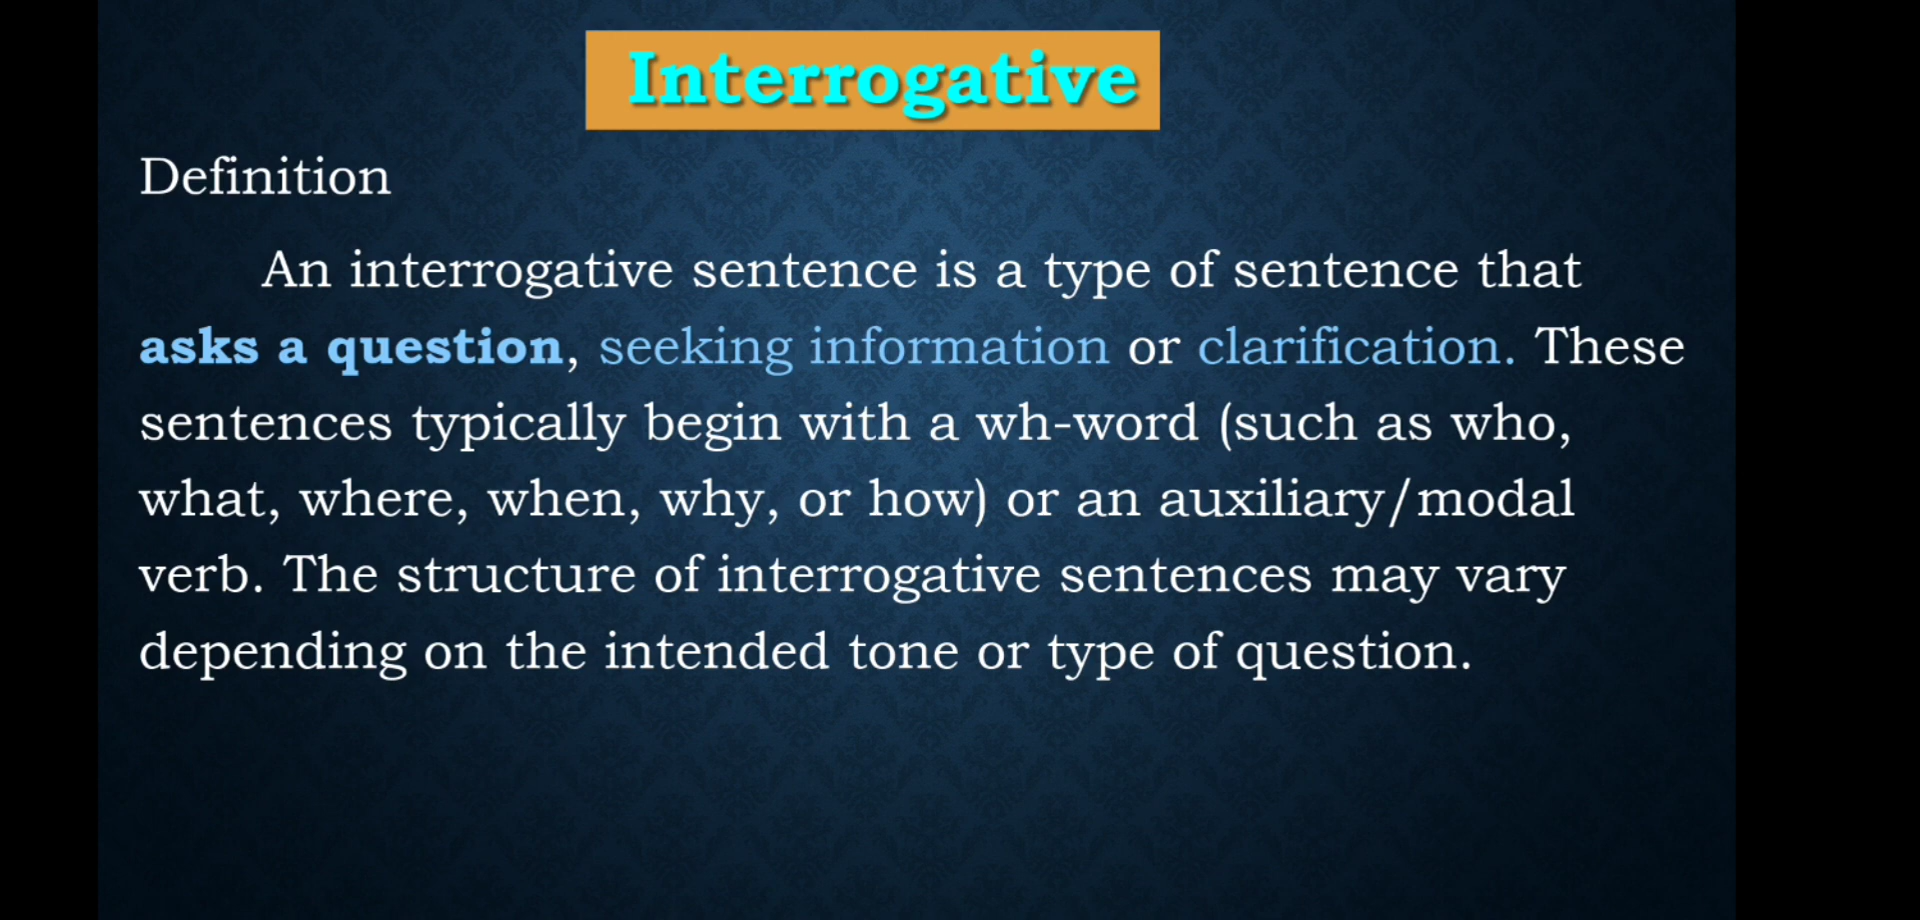 Interrogative
Definition
An interrogative sentence is a type of sentence that
asks a question, seeking information or clarification. These
sentences typically begin with a wh-word (such as who,
what, where, when, why, or how) or an auxiliary/modal
verb. The structure of interrogative sentences may vary
depending on the intended tone or type of question.